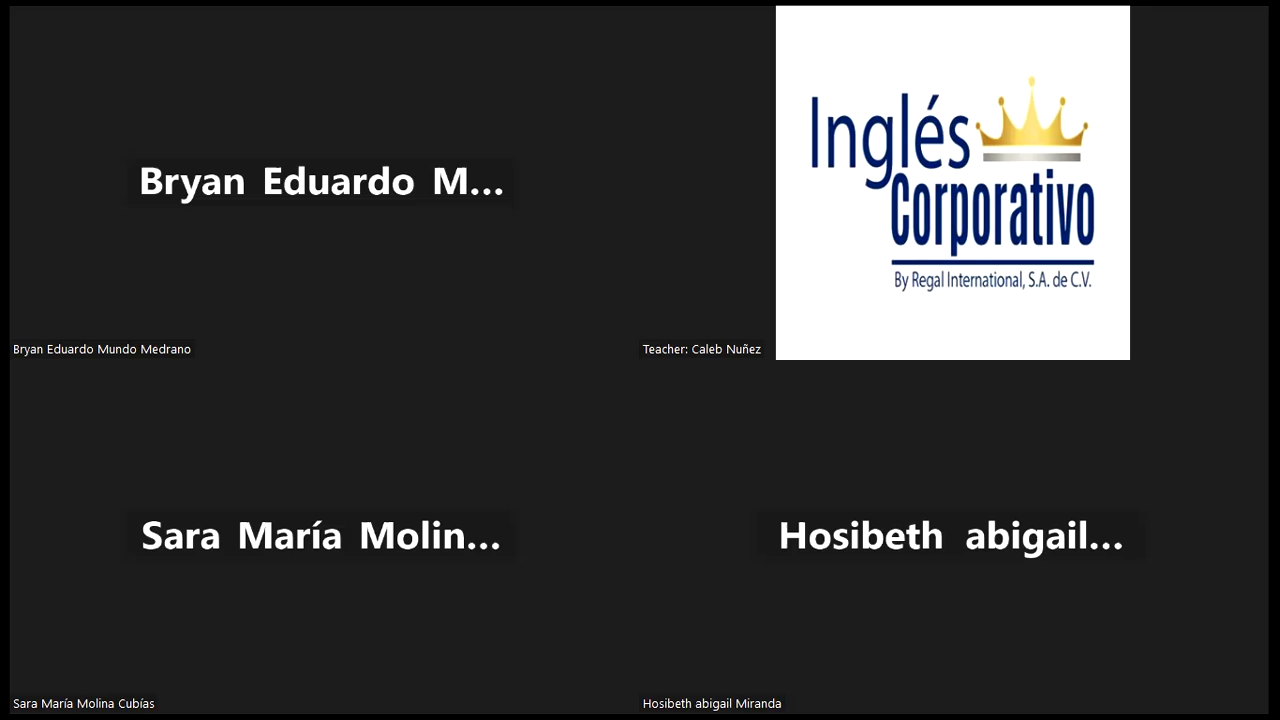 Bryan Eduardo M...
Bryan Eduardo Mundo Medrano
Inglés
Corporativo
By Regal International, S.A. de C.V.
Teacher: Caleb Nuñez
Sara María Molin...
Sara María Molina Cubías
Hosibeth abigail...
Hosibeth abigail Miranda